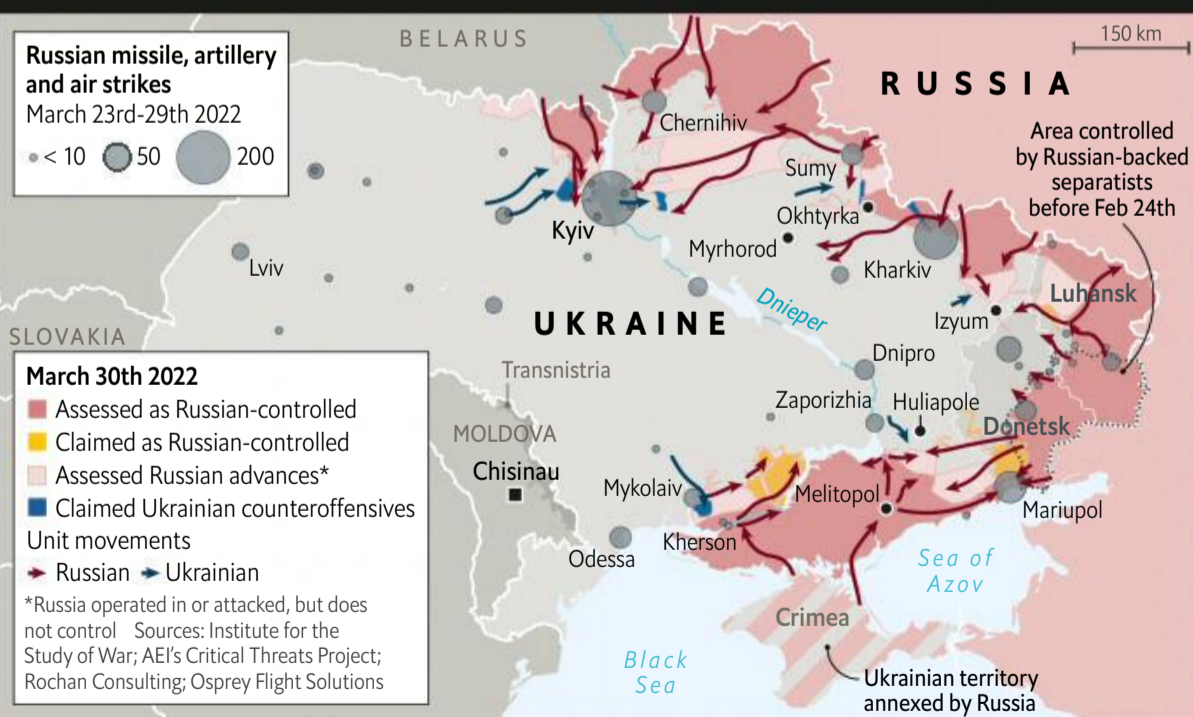 Russian missile, artillery
and air strikes
March 23rd-29th 2022
< 10
50
200
BELARUS
RUSSIA
150 km
Area controlled
by Russian-backed
separatists
before Feb 24th
Chernihiv
Sumy
Kyiv
Okhtyrka
Myrhorod
Kharkiv
Lviv
Luhansk
Dnieper
Izyum
UKRAINE
SLOVAKIA
Dnipro
Transnistria
Zaporizhia
Huliapole
Donetsk
MOLDOVA
Chisinau
Mykolaiv
Melitopol
Mariupol
Kherson
Odessa
Sea of
Azov
Crimea
Black
Sea
Ukrainian territory
annexed by Russia
March 30th 2022
Assessed as Russian-controlled
Claimed as Russian-controlled
Assessed Russian advances*
Claimed Ukrainian counteroffensives
Unit movements
Russian Ukrainian
*Russia operated in or attacked, but does
not control Sources: Institute for the
Study of War; AEI's Critical Threats Project;
Rochan Consulting; Osprey Flight Solutions